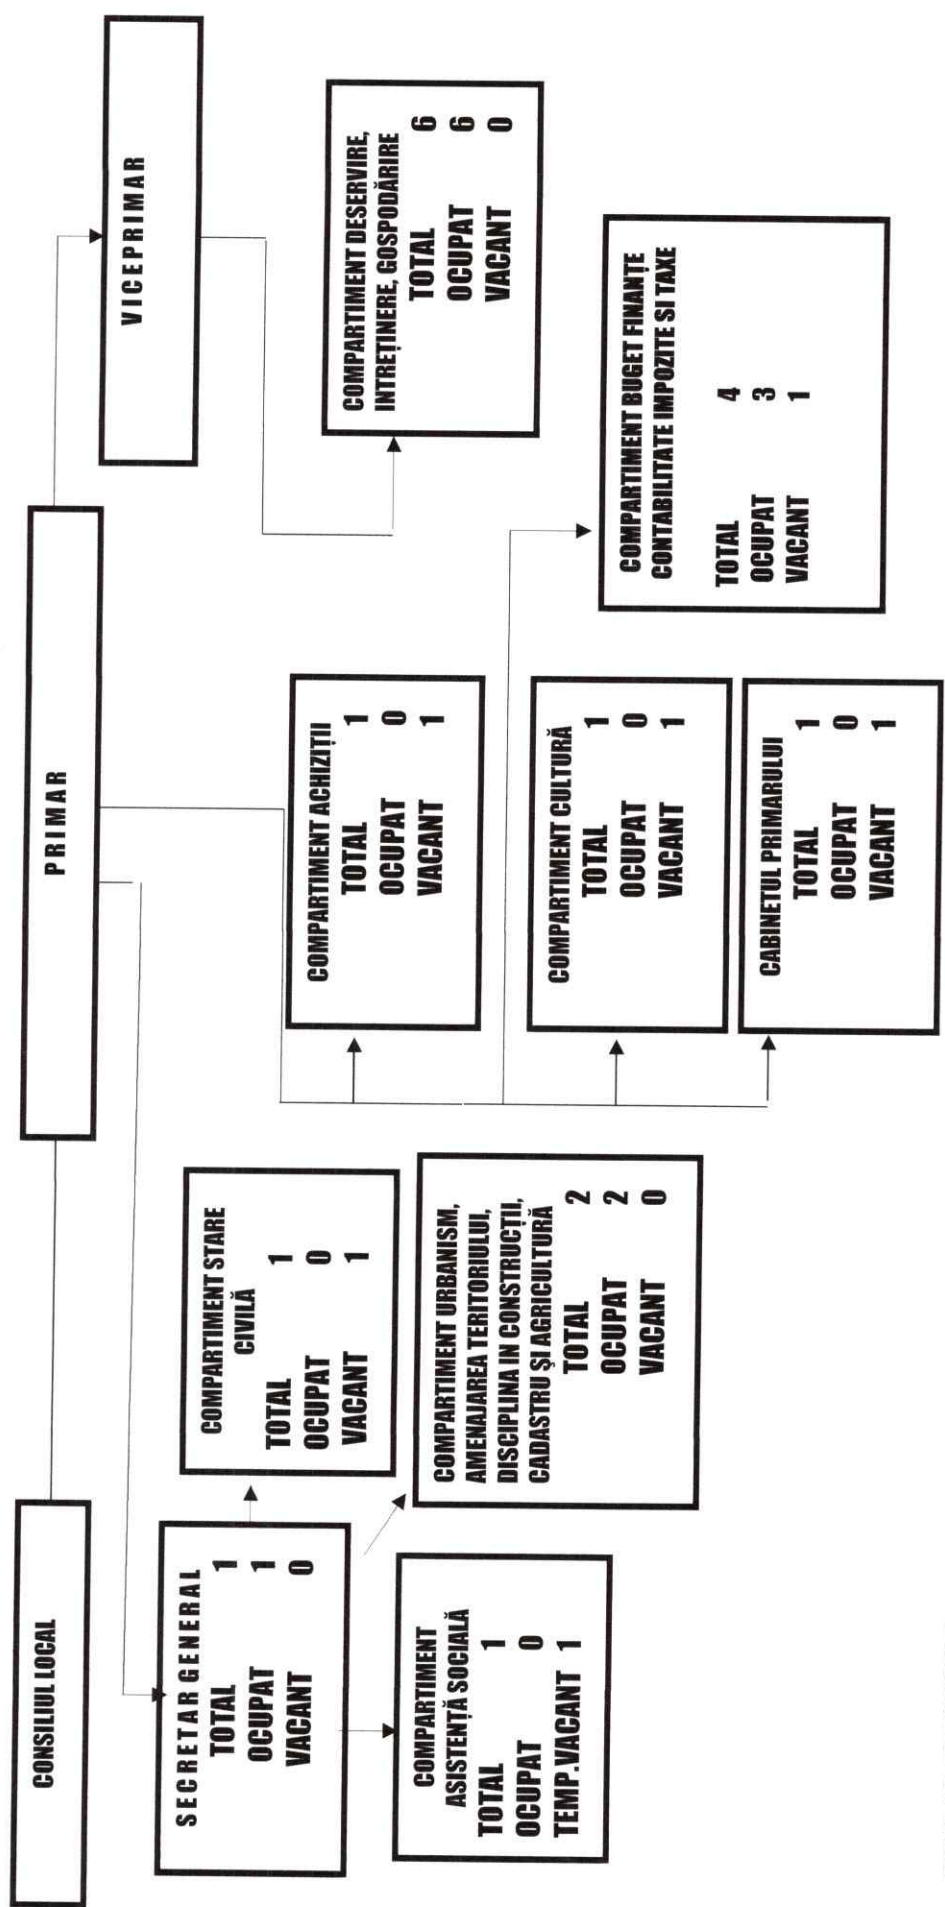 CONSILIUL LOCAL
PRIMAR
VICEPRIMAR
SECRETAR GENERAL
TOTAL 1
OCUPAT 1
VACANT 0
COMPARTIMENT STARE
CIVILĂ
TOTAL 1
OCUPAT 0
VACANT 1
COMPARTIMENT
ASISTENȚĂ SOCIALĂ
TOTAL 1
OCUPAT 0
TEMP.VACANT 1
COMPARTIMENT URBANISM,
AMENAJAREA TERITORIULUI,
DISCIPLINA IN CONSTRUCȚII,
CADASTRU ȘI AGRICULTURĂ
TOTAL 2
OCUPAT 2
VACANT 0
COMPARTIMENT ACHIZIȚII
TOTAL 1
OCUPAT 0
VACANT 1
COMPARTIMENT CULTURĂ
TOTAL 1
OCUPAT 0
VACANT 1
CABINETUL PRIMARULUI
TOTAL 1
OCUPAT 0
VACANT 1
COMPARTIMENT DESERVIRE,
INTREȚINERE, GOSPODĂRIRE
TOTAL 6
OCUPAT 6
VACANT 0
COMPARTIMENT BUGET FINANȚE
CONTABILITATE IMPOZITE SI TAXE
TOTAL 4
OCUPAT 3
VACANT 1